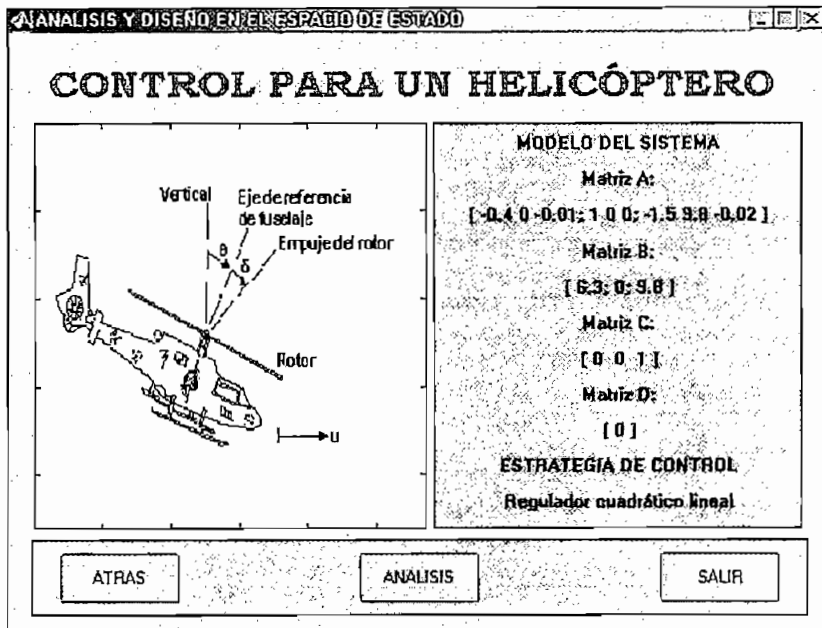 ANALISIS Y DISEÑO EN EL ESPACIO DE ESTADO
CONTROL PARA UN HELICÓPTERO
Vertical
Eje de referencia
de fuselaje
Empuje del rotor
θ
δ
Rotor
u
MODELO DEL SISTEMA
Matriz A:
[ -0.4 0 -0.01; 1 0 0; -1.5 9.8 -0.02 ]
Matriz B:
[ 6.3; 0; 9.8 ]
Matriz C:
[ 0 0 1 ]
Matriz D:
[ 0 ]
ESTRATEGIA DE CONTROL
Regulador cuadrático lineal
ATRAS
ANALISIS
SALIR